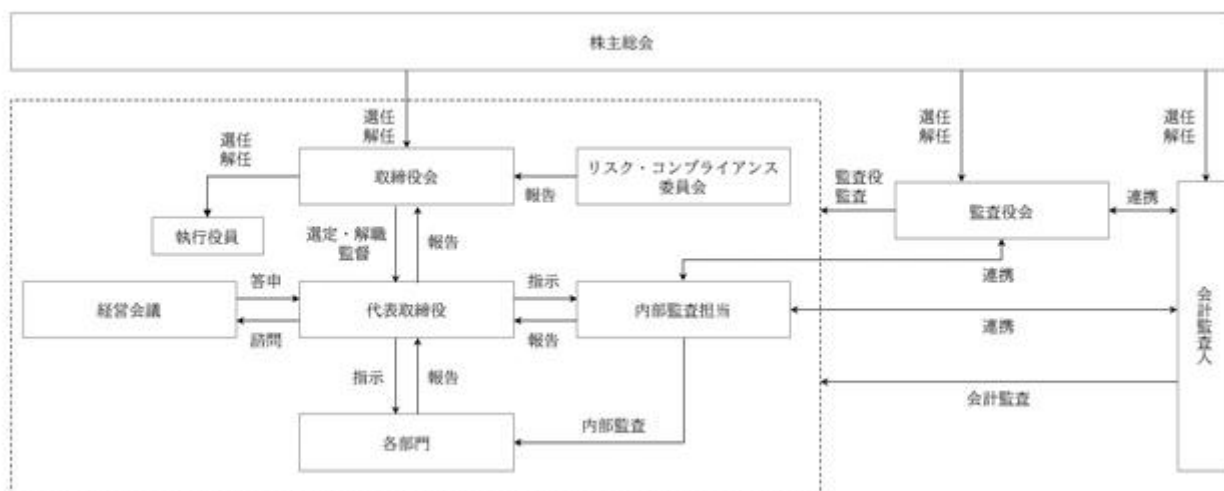 株主総会
選任
解任
選任
解任
選任
解任
選任
解任
取締役会
リスク・コンプライアンス
委員会
報告
監査役
監査
監査役会
連携
執行役員
選定・解職
監督
報告
連携
経営会議
答申
諮問
代表取締役
指示
報告
内部監査担当
連携
会計監査人
指示
報告
会計監査
各部門
内部監査